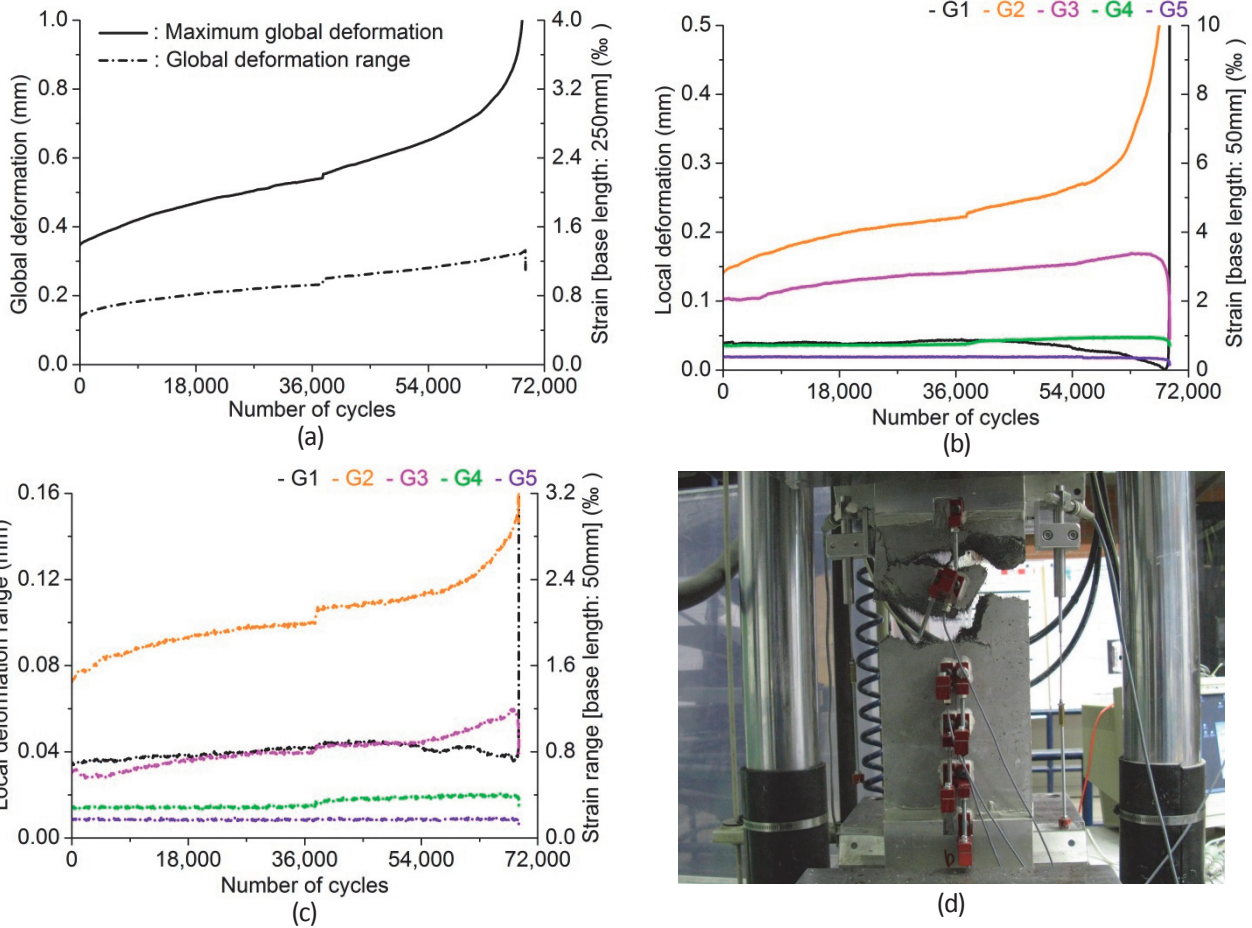 1.0
0.8
0.6
0.4
0.2
0.0
Global deformation (mm)
: Maximum global deformation
: Global deformation range
4.0
3.2
2.4
1.6
0.8
0.0
Strain [base length: 250mm] (‰)
0 18,000 36,000 54,000 72,000
Number of cycles
(a)
- G1 - G2 - G3 - G4 - G5
0.5
0.4
0.3
0.2
0.1
0.0
Local deformation (mm)
10
8
6
4
2
0
Strain [base length: 50mm] (‰)
0 18,000 36,000 54,000 72,000
Number of cycles
(b)
- G1 - G2 - G3 - G4 - G5
0.16
0.12
0.08
0.04
0.00
Local deformation range (mm)
3.2
2.4
1.6
0.8
0.0
Strain range [base length: 50mm] (‰)
0 18,000 36,000 54,000 72,000
Number of cycles
(c)
b
(d)